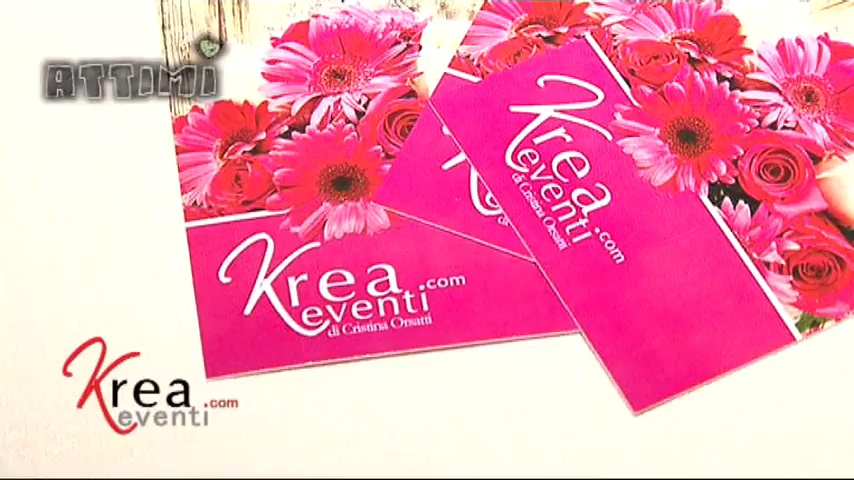 ATTIMI
Krea
eventi.com
di Cristina Orsatti
K
Krea
eventi.com
di Cristina Orsatti
Krea
eventi.com